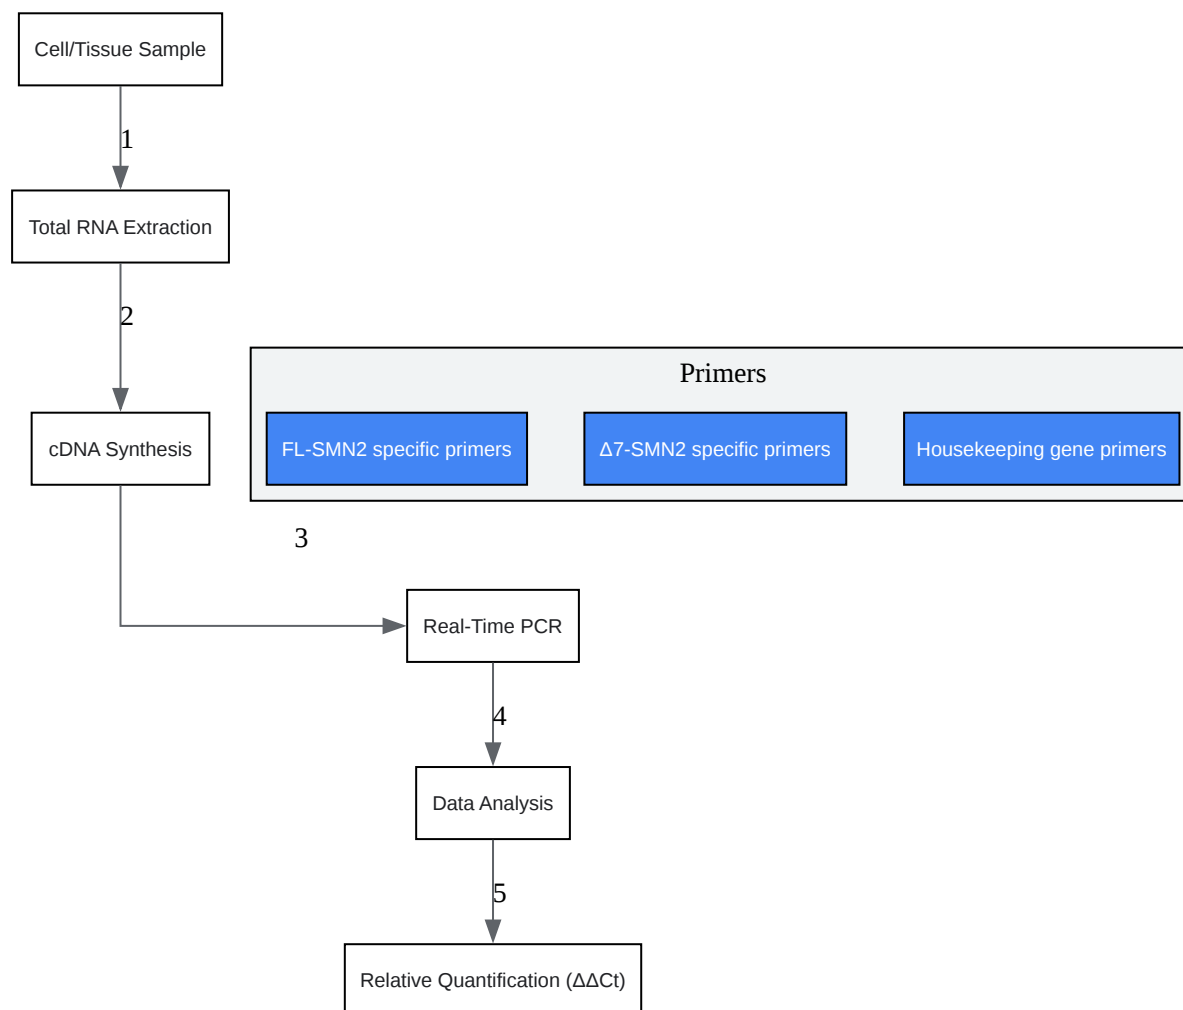 Cell/Tissue Sample
1
Total RNA Extraction
2
Primers
cDNA Synthesis
FL-SMN2 specific primers
Δ7-SMN2 specific primers
Housekeeping gene primers
3
Real-Time PCR
4
Data Analysis
5
Relative Quantification (ΔΔCt)